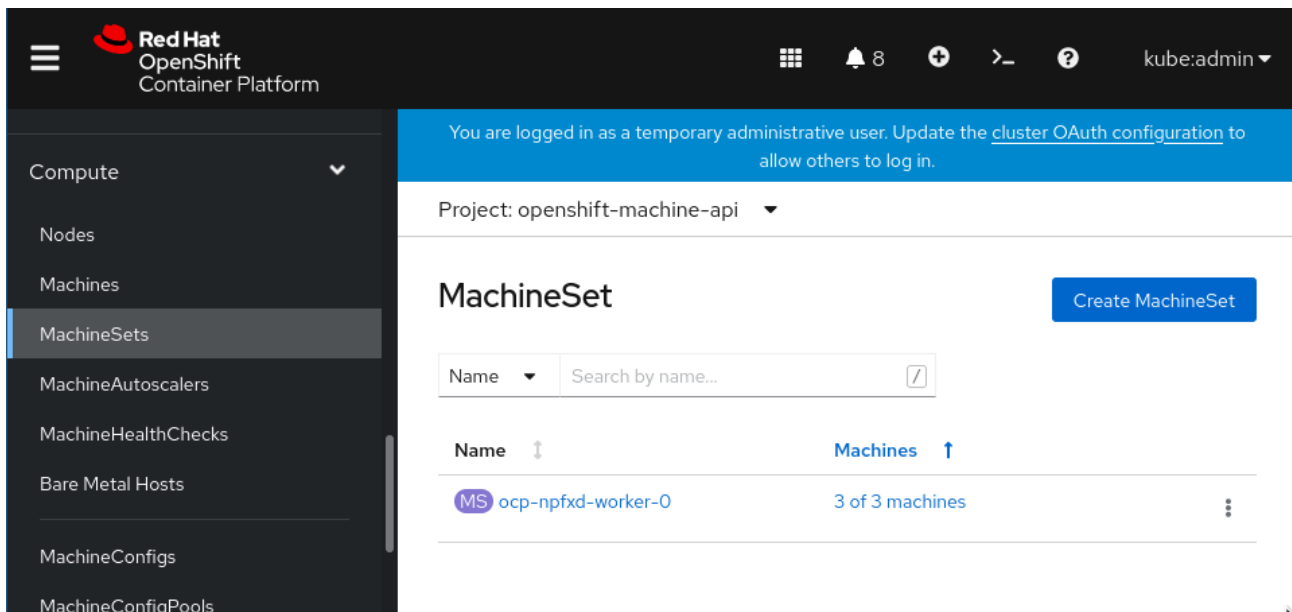 Red Hat
OpenShift
Container Platform
8
kube:admin
You are logged in as a temporary administrative user. Update the cluster OAuth configuration to
allow others to log in.
Compute
Nodes
Machines
MachineSets
MachineAutoscalers
MachineHealthChecks
Bare Metal Hosts
MachineConfigs
MachineConfigPools
Project: openshift-machine-api
MachineSet
Create MachineSet
Name
Search by name...
/
Name
Machines
MS ocp-npfxd-worker-0
3 of 3 machines